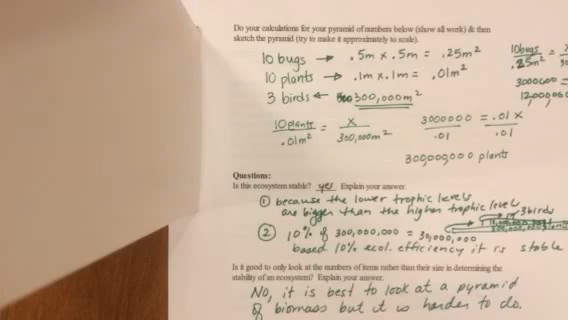 Do your calculations for your pyramid of numbers below (show all work) & then
sketch the pyramid (try to make it approximately to scale).
10 bugs → .5m x .5m = .25m²
10bugs / .25m² = x
10 plants → .1m x .1m = .01m²
3000000 =
3 birds ← 300,000m²
10 plants / .01m² = x / 300,000m²
3000000 / .01 = .01 x / .01
300,000,000 plants
Questions:
Is this ecosystem stable? yes Explain your answer.
① because the lower trophic levels
are bigger than the higher trophic levels
3birds
② 10% of 300,000,000 = 30,000,000
based 10% ecol. efficiency it is stable
Is it good to only look at the numbers of items rather than their size in determining the
stability of an ecosystem? Explain your answer.
No, it is best to look at a pyramid
of biomass but it is harder to do.